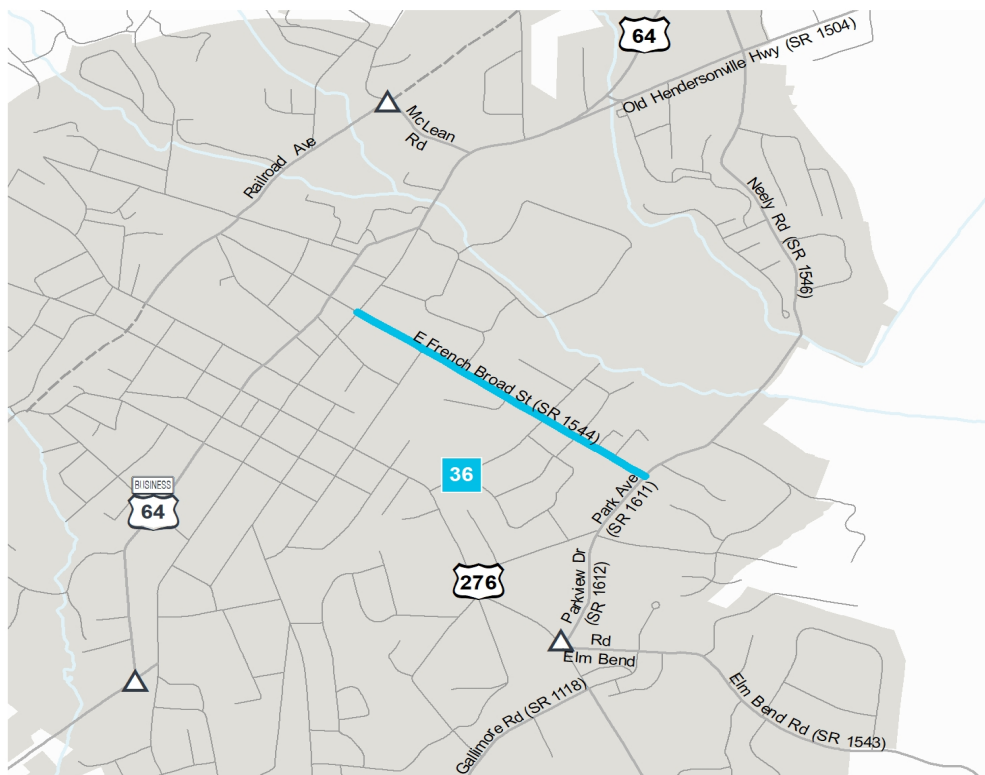 64
Old Hendersonville Hwy (SR 1504)
McLean
Rd
Railroad Ave
Neely Rd (SR 1546)
E French Broad St (SR 1544)
36
BUSINESS
64
Park Ave
(SR 1611)
276
Parkview Dr
(SR 1612)
Rd
Elm Bend
Elm Bend Rd (SR 1543)
Gallimore Rd (SR 1118)